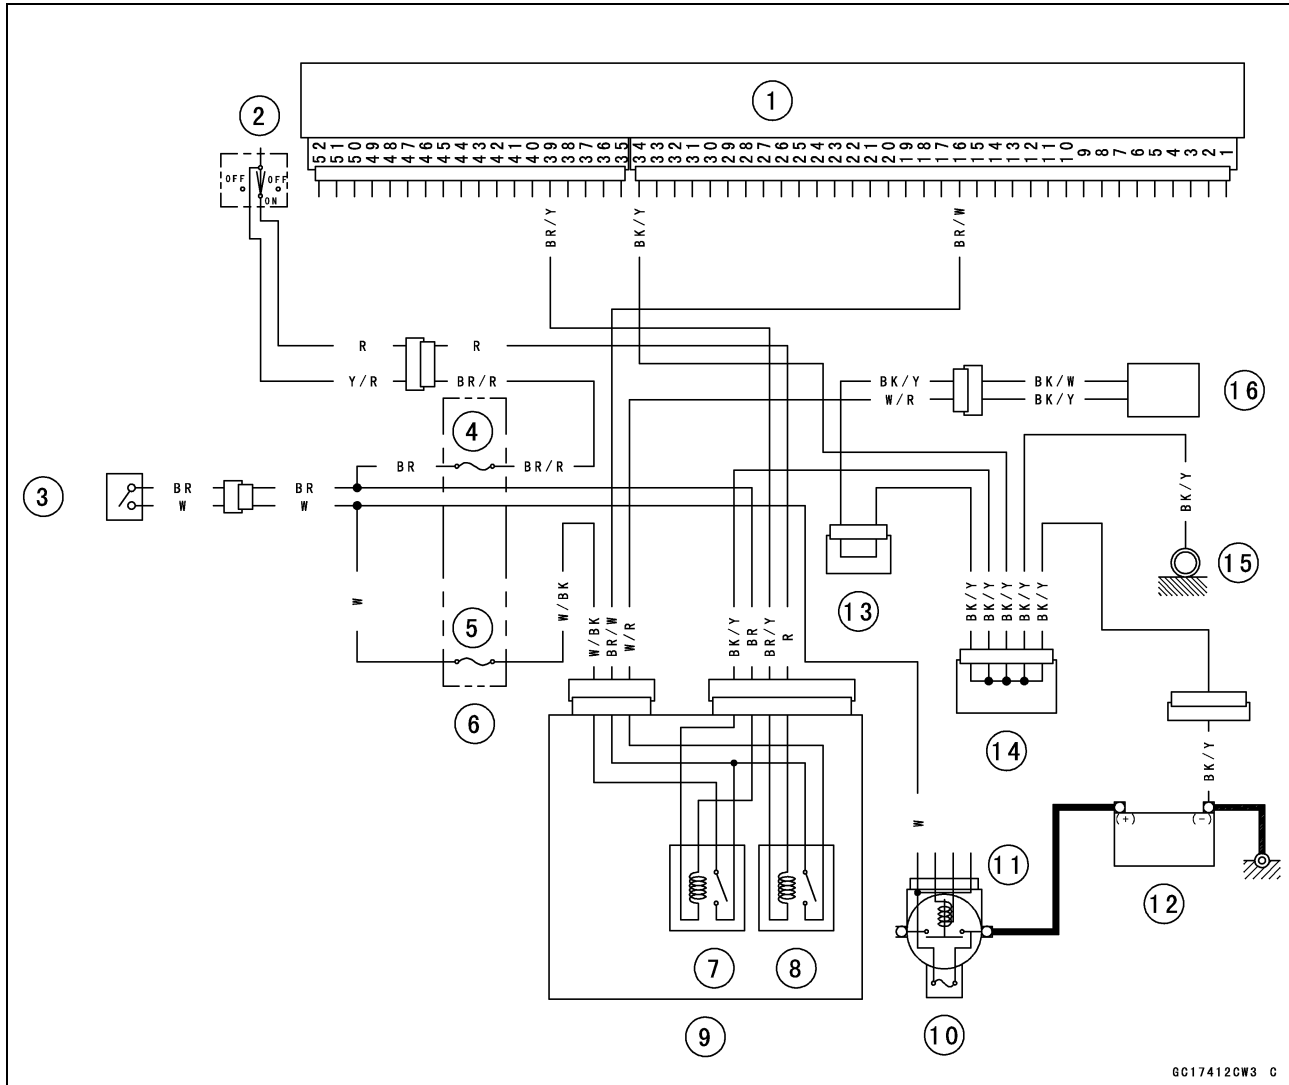 1
2
52 51 50 49 48 47 46 45 44 43 42 41 40 39 38 37 36 35 34 33 32 31 30 29 28 27 26 25 24 23 22 21 20 19 18 17 16 15 14 13 12 11 10 9 8 7 6 5 4 3 2 1
OFF OFF
ON
BR/Y BK/Y BR/W
R R
Y/R BR/R
BK/Y BK/W
W/R BK/Y
16
4
BR BR/R
3
BR BR
W W
BK/Y
15
W
W/BK
5
13
W/BK BR/W W/R BK/Y BR BR/Y R
BK/Y BK/Y BK/Y BK/Y BK/Y
6
14
BK/Y
W
(+) (-)
11
12
7 8
9
10
GC17412CW3 C